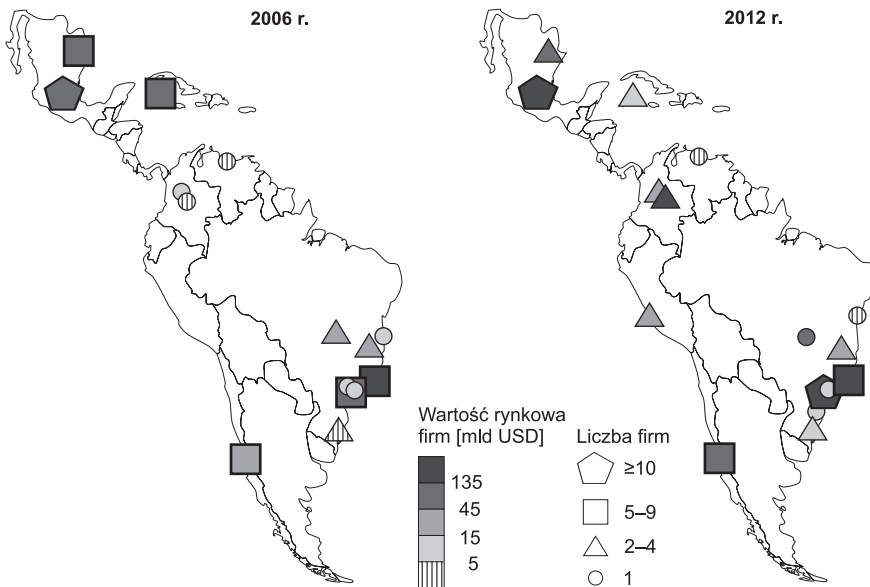 2006 r.
2012 r.
Wartość rynkowa
firm [mld USD]
135
45
15
5
Liczba firm
≥10
5–9
2–4
1